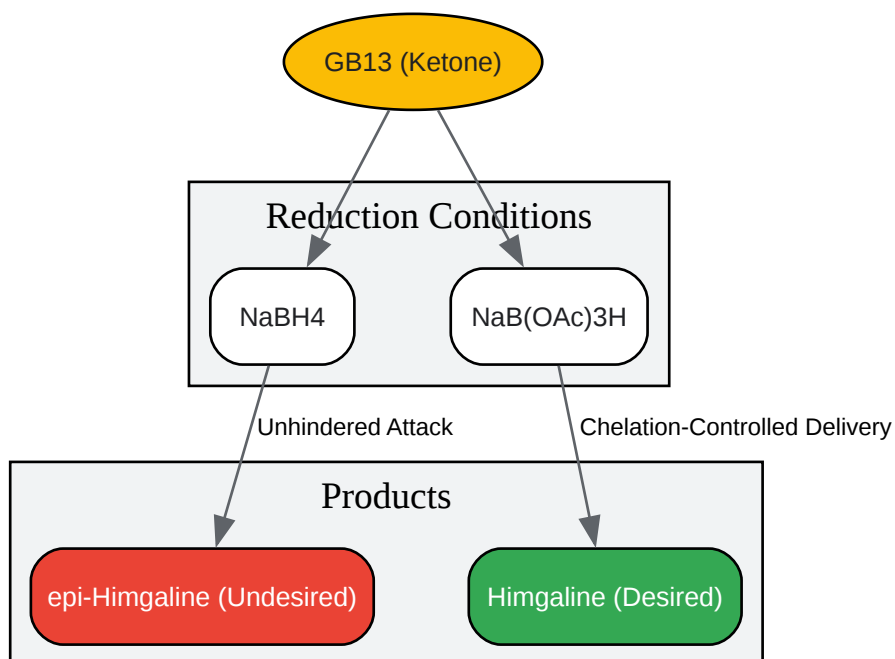 GB13 (Ketone)
Reduction Conditions
NaBH4
NaB(OAc)3H
Unhindered Attack
Chelation-Controlled Delivery
Products
epi-Himgaline (Undesired)
Himgaline (Desired)